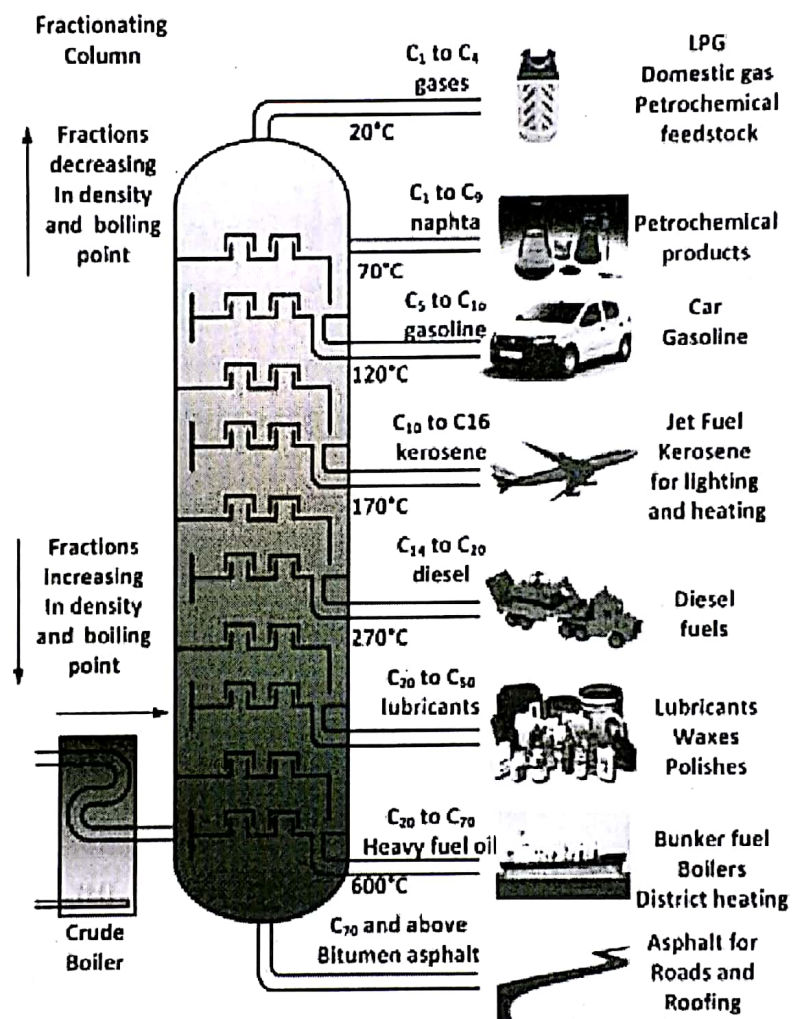 Fractionating
Column
Fractions
decreasing
In density
and boiling
point
C₁ to C₄
gases
20°C
LPG
Domestic gas
Petrochemical
feedstock
C₁ to C₉
naphta
70°C
Petrochemical
products
C₅ to C₁₀
gasoline
120°C
Car
Gasoline
C₁₀ to C16
kerosene
170°C
Jet Fuel
Kerosene
for lighting
and heating
Fractions
Increasing
In density
and boiling
point
C₁₄ to C₂₀
diesel
270°C
Diesel
fuels
C₂₀ to C₅₀
lubricants
Lubricants
Waxes
Polishes
C₂₀ to C₇₀
Heavy fuel oil
600°C
Bunker fuel
Boilers
District heating
Crude
Boiler
C₇₀ and above
Bitumen asphalt
Asphalt for
Roads and
Roofing